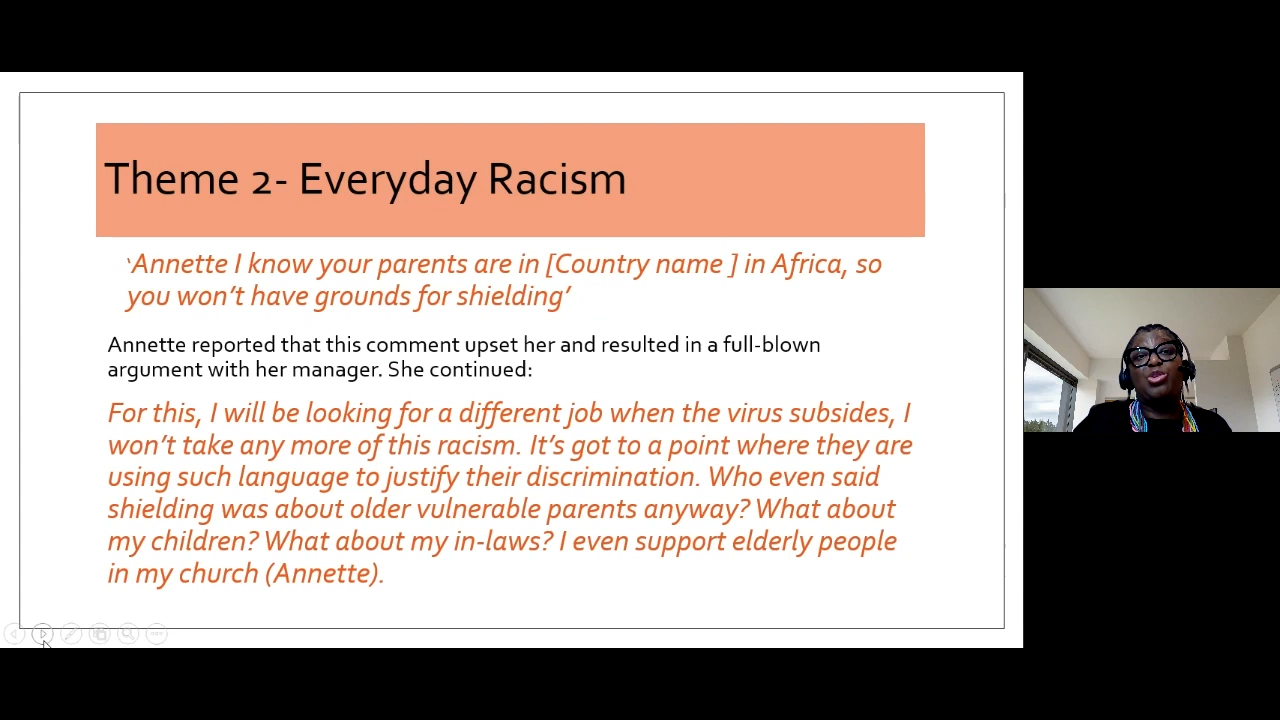 Theme 2- Everyday Racism
‘Annette I know your parents are in [Country name ] in Africa, so
you won’t have grounds for shielding’
Annette reported that this comment upset her and resulted in a full-blown
argument with her manager. She continued:
For this, I will be looking for a different job when the virus subsides, I
won’t take any more of this racism. It’s got to a point where they are
using such language to justify their discrimination. Who even said
shielding was about older vulnerable parents anyway? What about
my children? What about my in-laws? I even support elderly people
in my church (Annette).